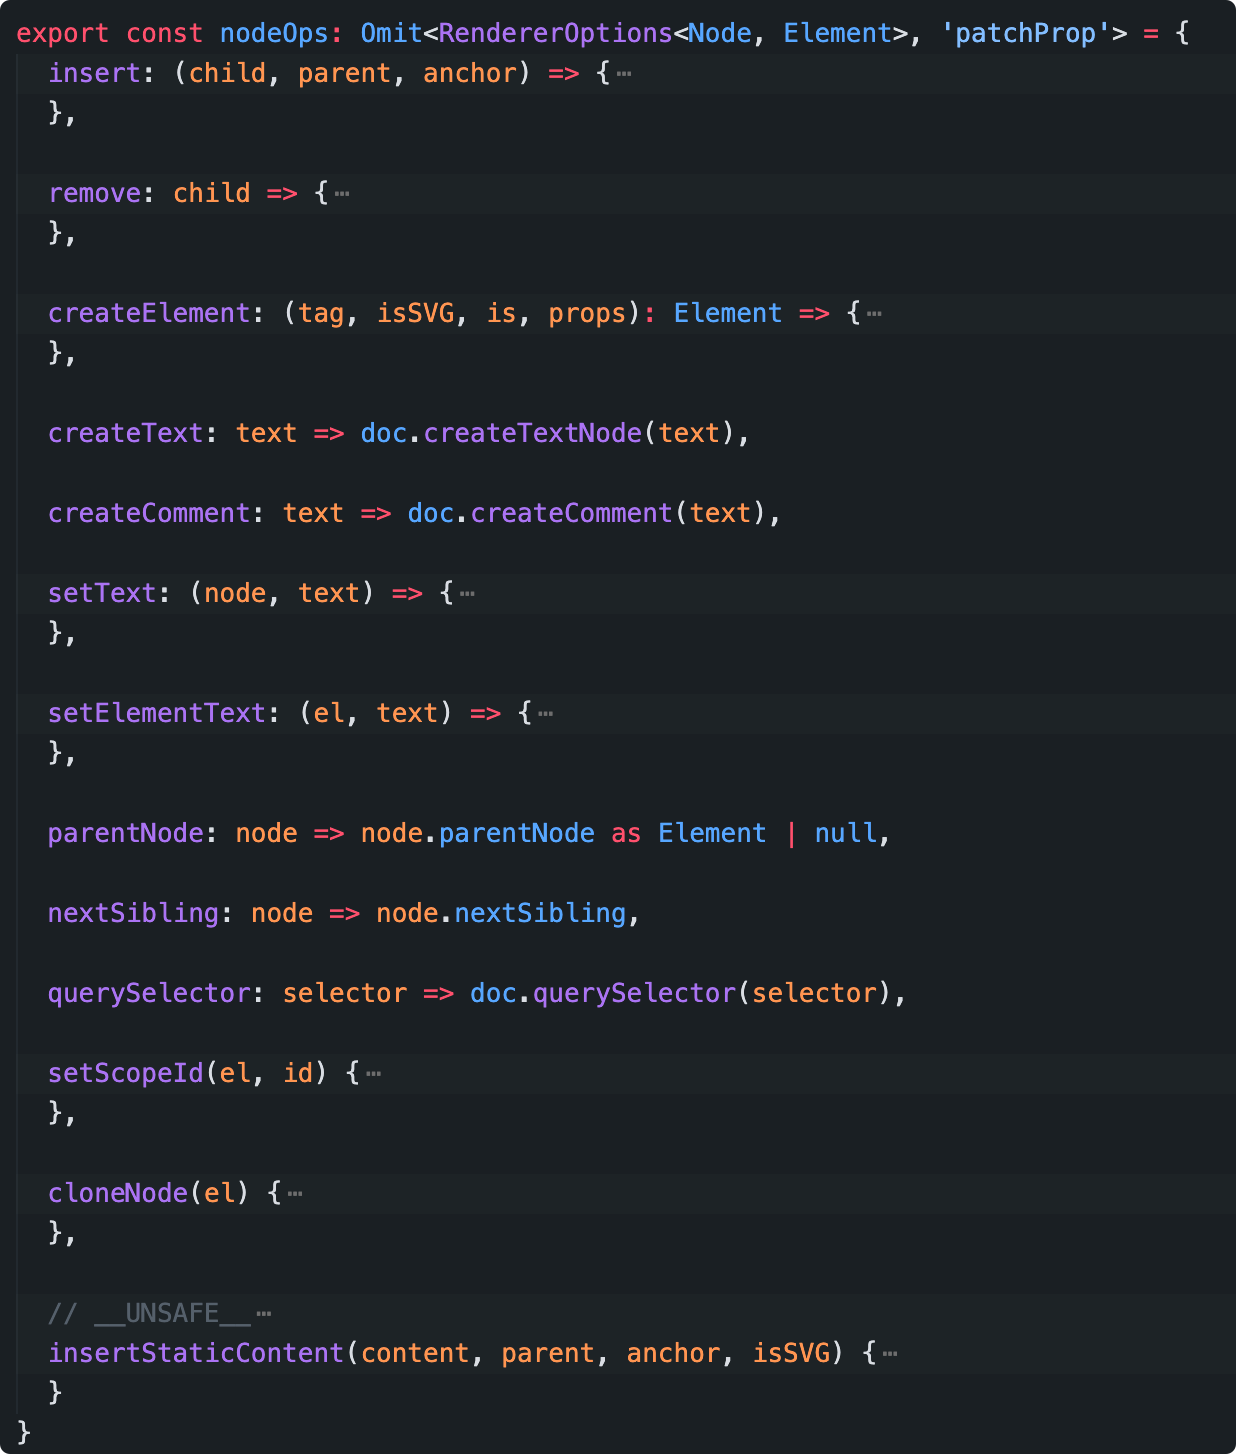 export const nodeOps: Omit<RendererOptions<Node, Element>, 'patchProp'> = {
  insert: (child, parent, anchor) => {⋯
  },

  remove: child => {⋯
  },

  createElement: (tag, isSVG, is, props): Element => {⋯
  },

  createText: text => doc.createTextNode(text),

  createComment: text => doc.createComment(text),

  setText: (node, text) => {⋯
  },

  setElementText: (el, text) => {⋯
  },

  parentNode: node => node.parentNode as Element | null,

  nextSibling: node => node.nextSibling,

  querySelector: selector => doc.querySelector(selector),

  setScopeId(el, id) {⋯
  },

  cloneNode(el) {⋯
  },

  // __UNSAFE__⋯
  insertStaticContent(content, parent, anchor, isSVG) {⋯
  }
}